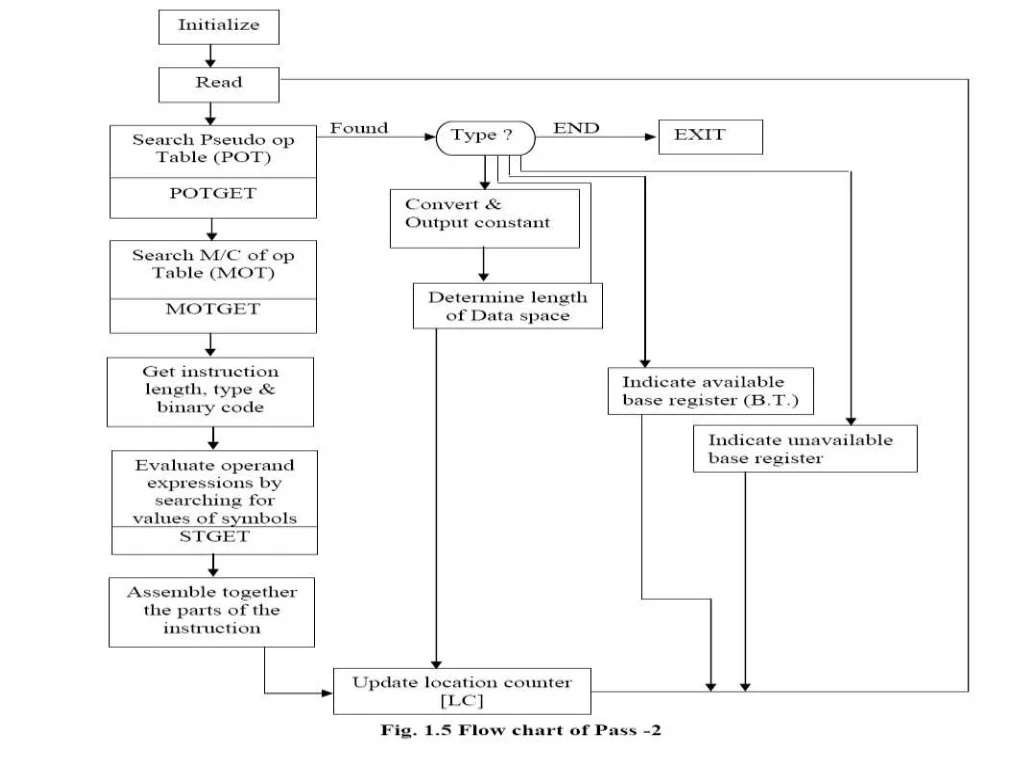 Initialize
Read
Search Pseudo op
Table (POT)
POTGET
Found
Type ?
END
EXIT
Convert &
Output constant
Search M/C of op
Table (MOT)
MOTGET
Determine length
of Data space
Get instruction
length, type &
binary code
Indicate available
base register (B.T.)
Indicate unavailable
base register
Evaluate operand
expressions by
searching for
values of symbols
STGET
Assemble together
the parts of the
instruction
Update location counter
[LC]
Fig. 1.5 Flow chart of Pass -2